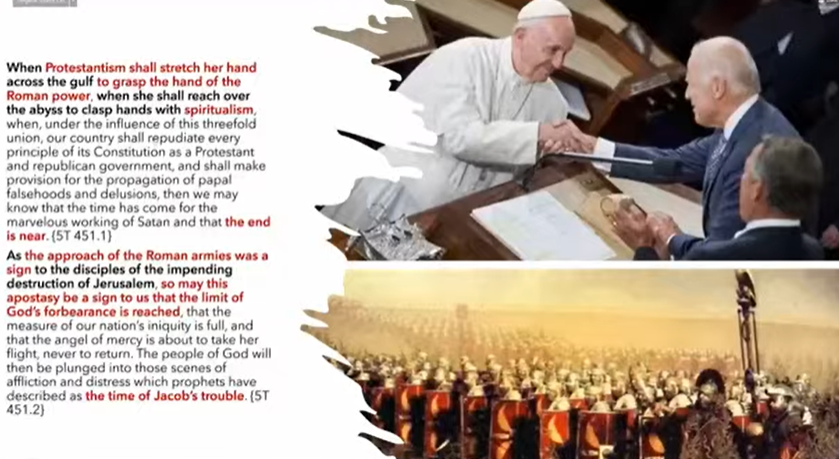 When Protestantism shall stretch her hand
across the gulf to grasp the hand of the
Roman power, when she shall reach over
the abyss to clasp hands with spiritualism,
when, under the influence of this threefold
union, our country shall repudiate every
principle of its Constitution as a Protestant
and republican government, and shall make
provision for the propagation of papal
falsehoods and delusions, then we may
know that the time has come for the
marvelous working of Satan and that the end
is near. {5T 451.1}
As the approach of the Roman armies was a
sign to the disciples of the impending
destruction of Jerusalem, so may this
apostasy be a sign to us that the limit of
God's forbearance is reached, that the
measure of our nation's iniquity is full, and
that the angel of mercy is about to take her
flight, never to return. The people of God will
then be plunged into those scenes of
affliction and distress which prophets have
described as the time of Jacob's trouble. {5T
451.2}